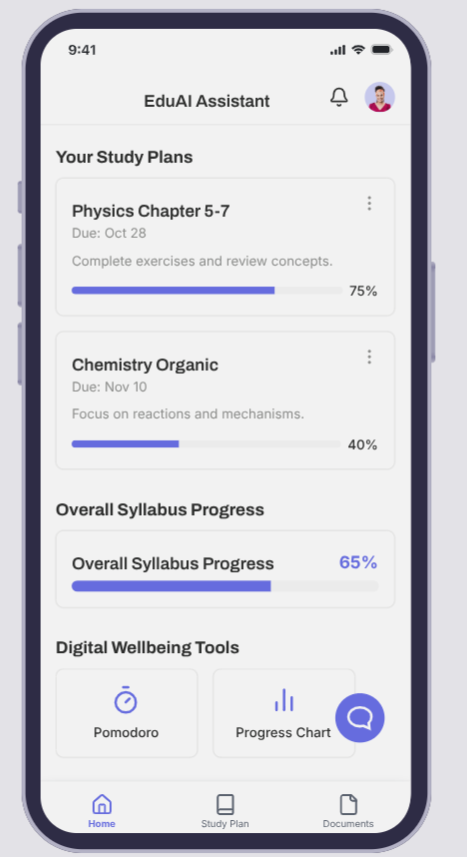 9:41
EduAI Assistant
Your Study Plans
Physics Chapter 5-7
Due: Oct 28
Complete exercises and review concepts.
75%
Chemistry Organic
Due: Nov 10
Focus on reactions and mechanisms.
40%
Overall Syllabus Progress
Overall Syllabus Progress 65%
Digital Wellbeing Tools
Pomodoro Progress Chart
Home Study Plan Documents